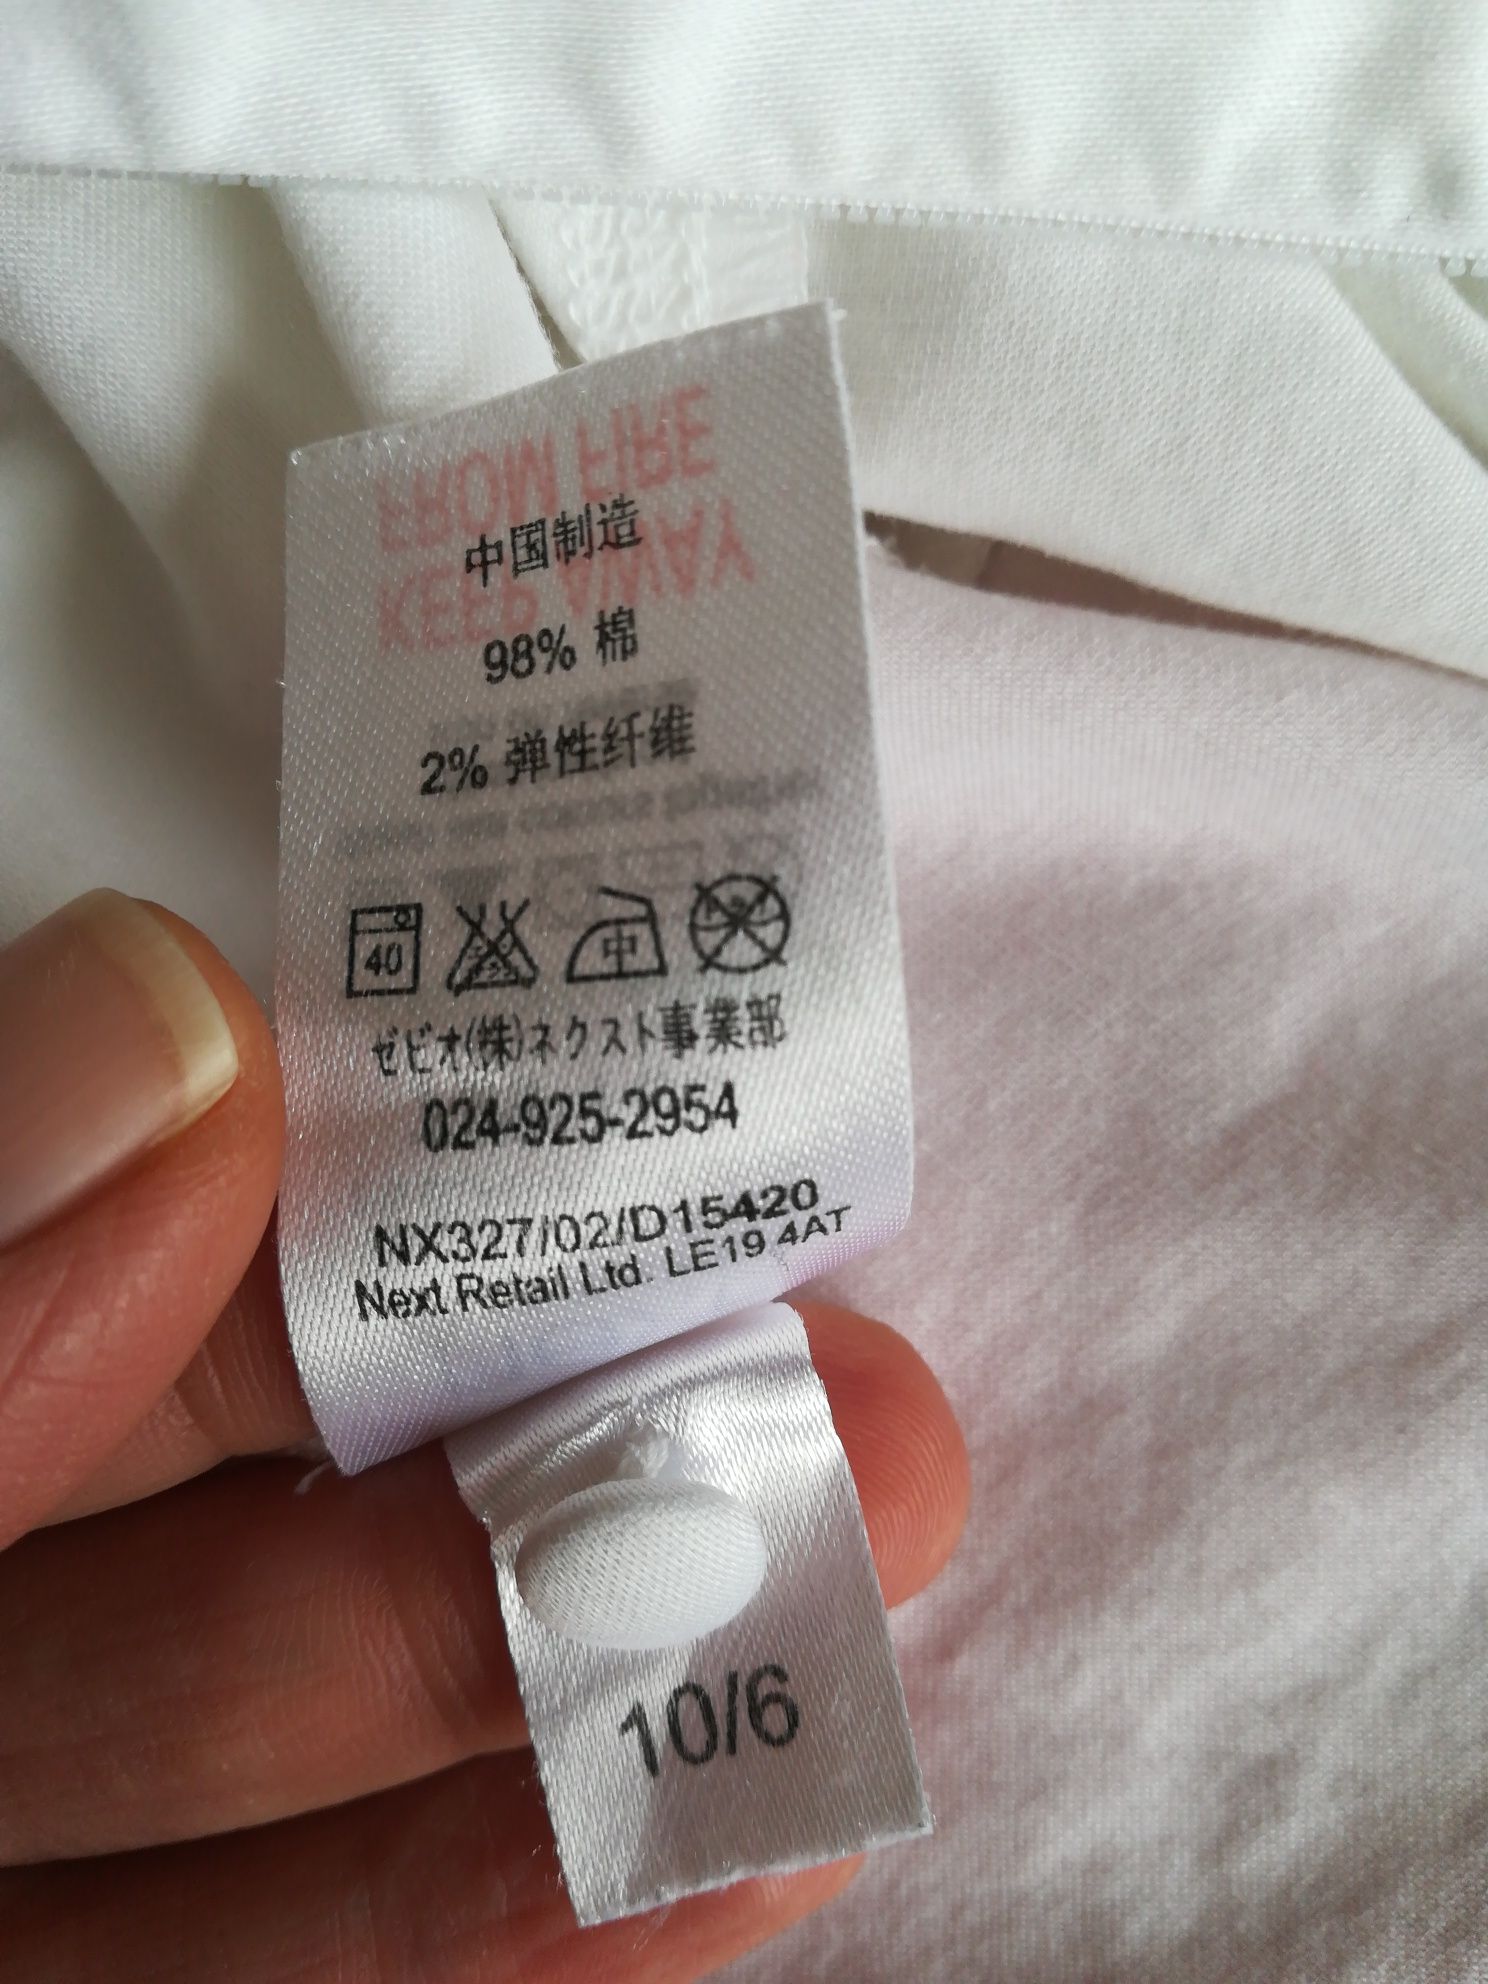 中国制造
98% 棉
2% 弹性纤维
40
中
ゼビオ(株)ネクスト事業部
024-925-2954
NX327/02/D15420
Next Retail Ltd. LE19 4AT
10/6
KEEP AWAY
FROM FIRE